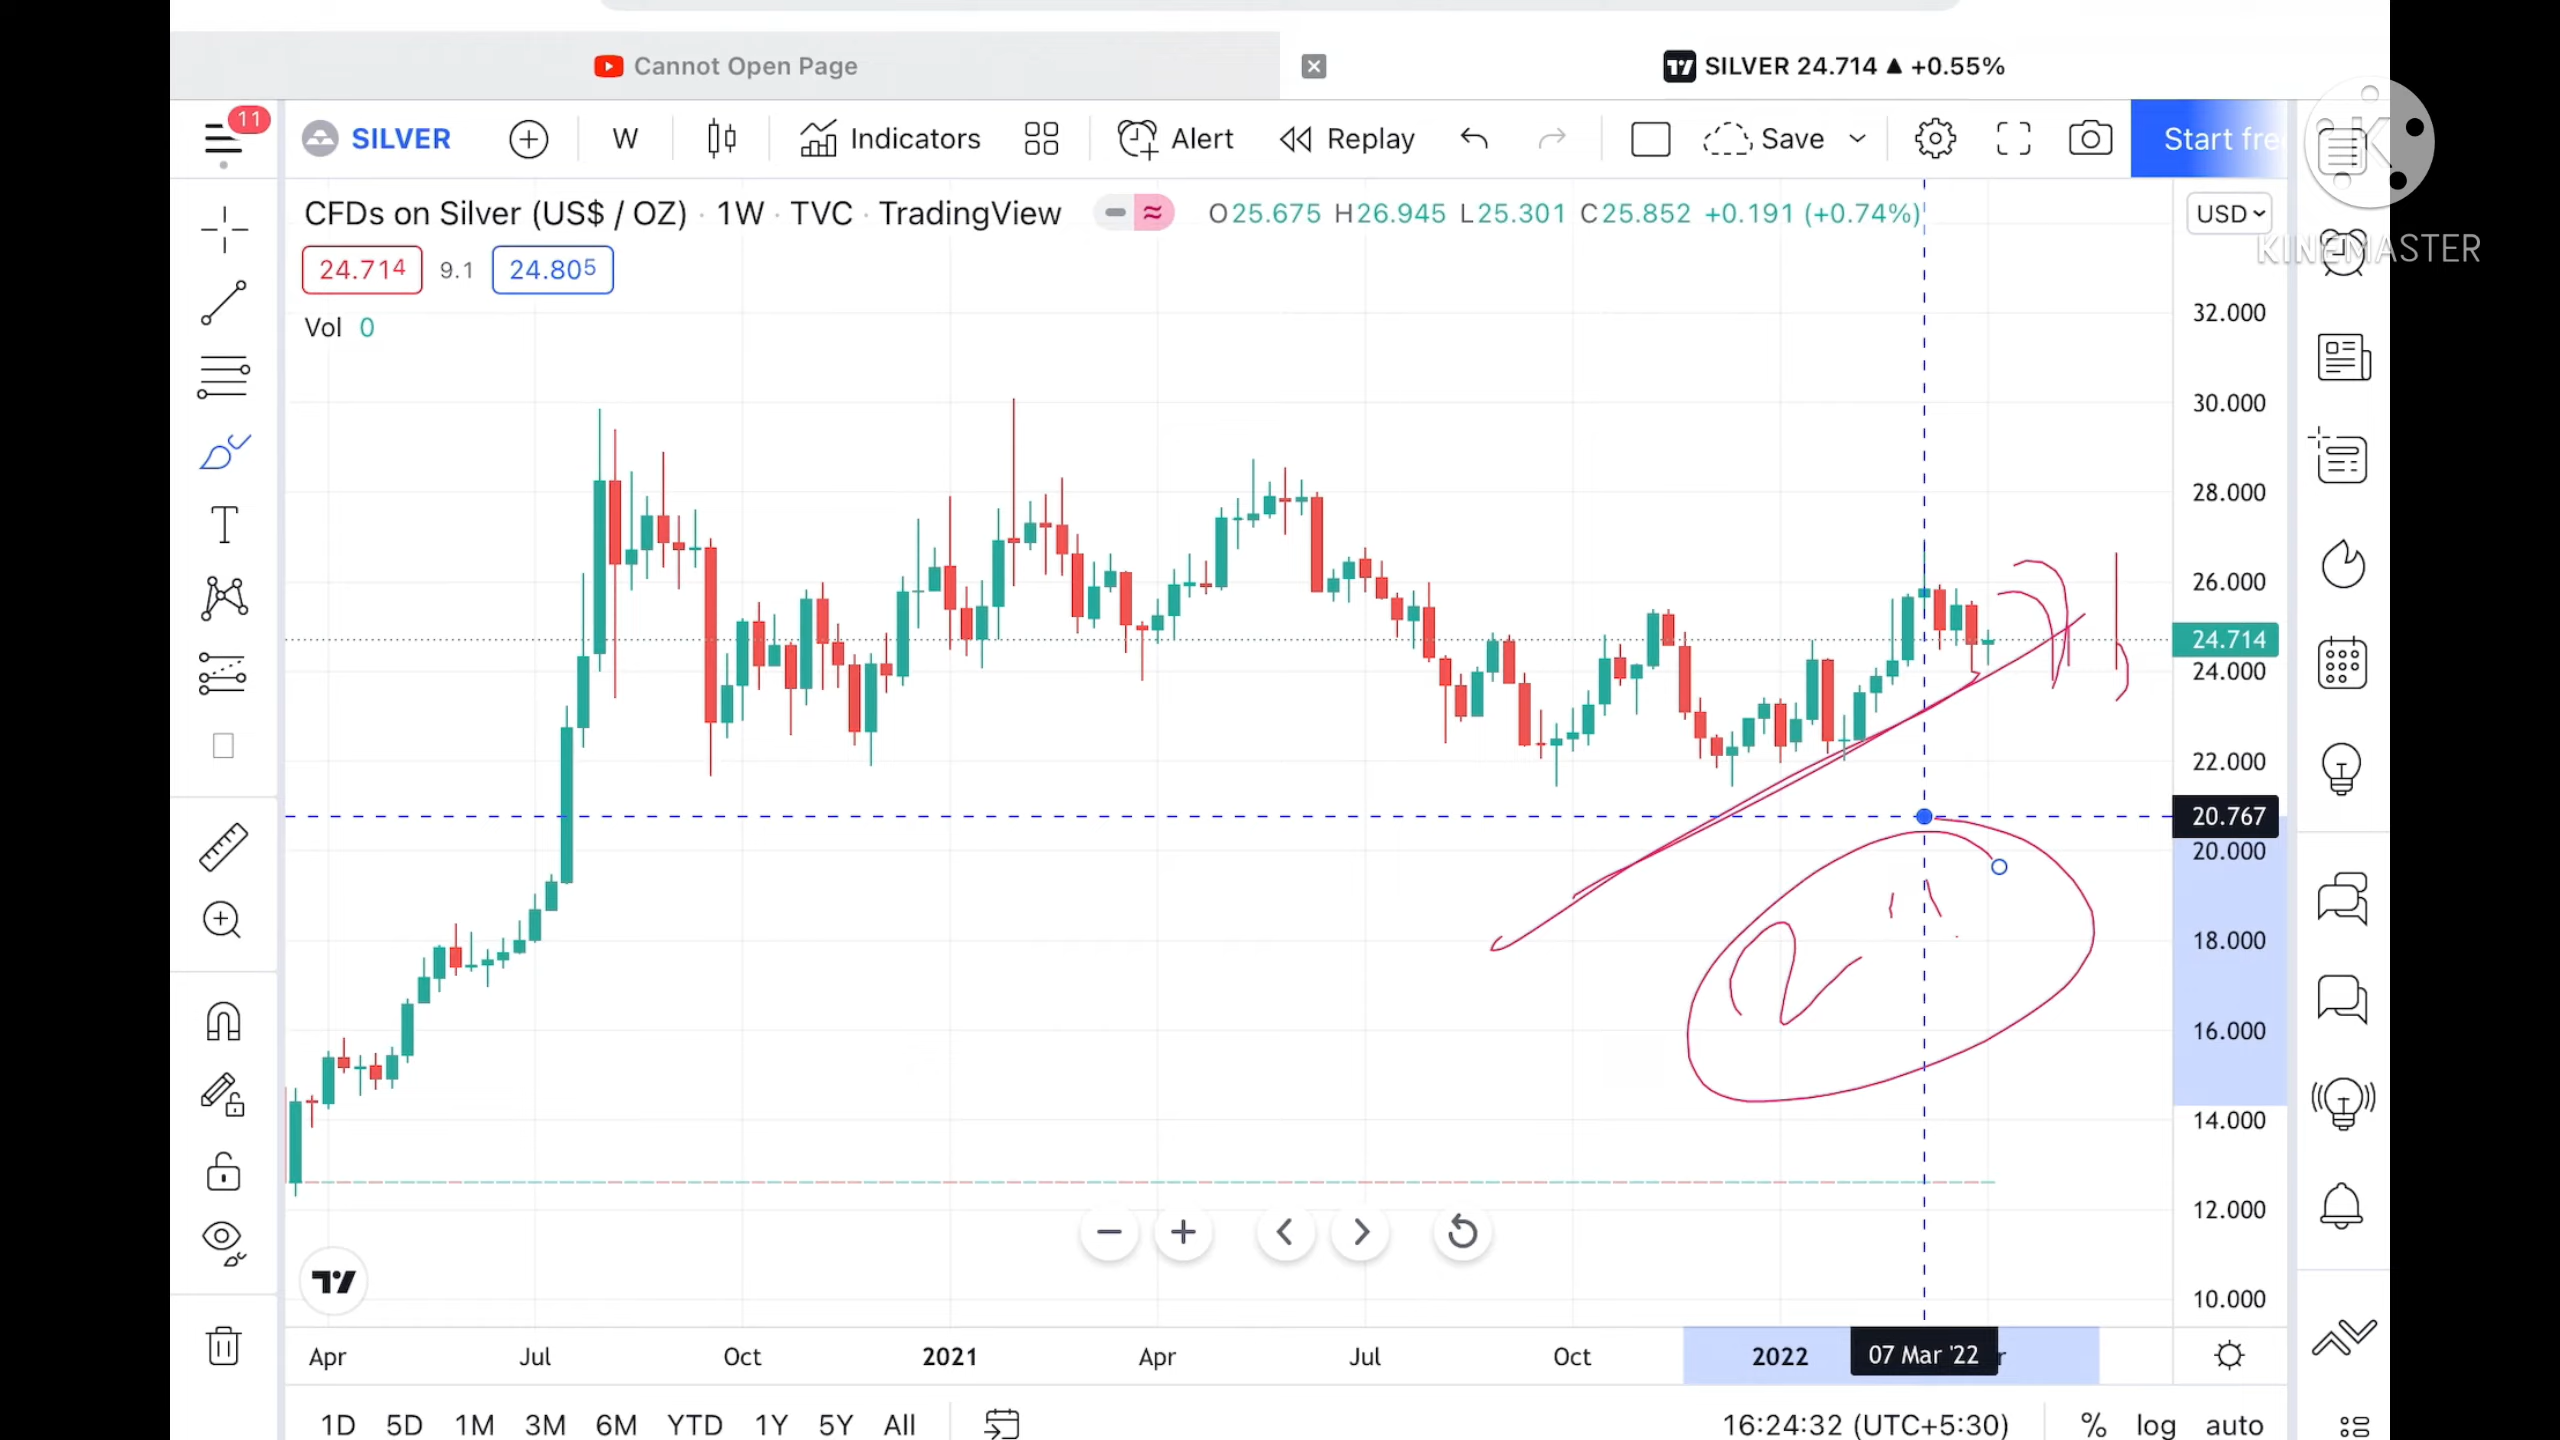 Cannot Open Page
SILVER 24.714 ▲ +0.55%
11
SILVER
W
Indicators
Alert
Replay
Save
Start fre
CFDs on Silver (US$ / OZ) · 1W · TVC · TradingView
O25.675 H26.945 L25.301 C25.852 +0.191 (+0.74%)
USD
KINEMASTER
24.714 9.1 24.805
Vol 0
32.000
30.000
28.000
26.000
24.714
24.000
22.000
20.767
20.000
18.000
16.000
14.000
12.000
10.000
Apr Jul Oct 2021 Apr Jul Oct 2022 07 Mar '22 r
1D 5D 1M 3M 6M YTD 1Y 5Y All
16:24:32 (UTC+5:30) % log auto